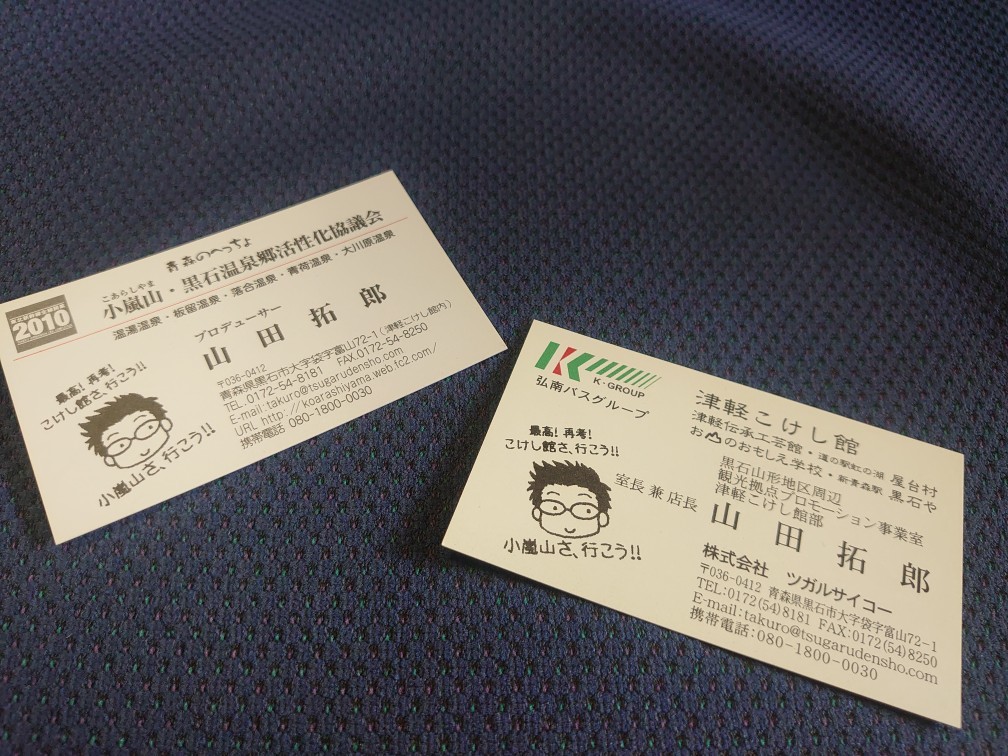 青森のへっちょ
こあらしやま
小嵐山・黒石温泉郷活性化協議会
温湯温泉・板留温泉・落合温泉・青荷温泉・大川原温泉
2010
プロデューサー
山田拓郎
〒036-0412
青森県黒石市大字袋字富山72-1(津軽こけし館内)
TEL.0172-54-8181 FAX.0172-54-8250
E-mail:takuro@tsugarudensho.com
URL http://koarashiyama.web.fc2.com/
携帯電話 080-1800-0030
最高!再考!
こけし館さ、行こう!!
小嵐山さ、行こう!!
K・GROUP
弘南バスグループ
津軽こけし館
津軽伝承工芸館・道の駅虹の湖 屋台村
お山のおもしえ学校・新青森駅 黒石や
黒石山形地区周辺
観光拠点プロモーション事業室
津軽こけし館部
室長 兼 店長
山田拓郎
最高!再考!
こけし館さ、行こう!!
小嵐山さ、行こう!!
株式会社 ツガルサイコー
〒036-0412 青森県黒石市大字袋字富山72-1
TEL:0172(54)8181 FAX:0172(54)8250
E-mail:takuro@tsugarudensho.com
携帯電話:080-1800-0030